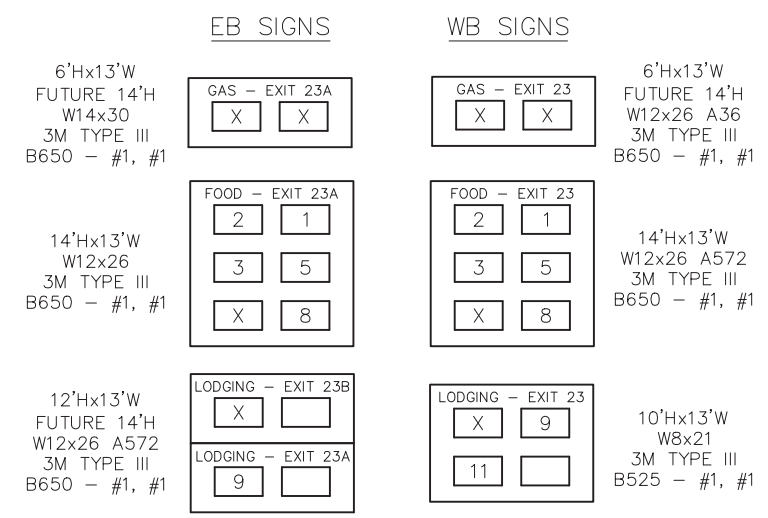 EB SIGNS
WB SIGNS
6'Hx13'W
FUTURE 14'H
W14x30
3M TYPE III
B650 – #1, #1
GAS – EXIT 23A
X X
GAS – EXIT 23
X X
6'Hx13'W
FUTURE 14'H
W12x26 A36
3M TYPE III
B650 – #1, #1
14'Hx13'W
W12x26
3M TYPE III
B650 – #1, #1
FOOD – EXIT 23A
2 1
3 5
X 8
FOOD – EXIT 23
2 1
3 5
X 8
14'Hx13'W
W12x26 A572
3M TYPE III
B650 – #1, #1
12'Hx13'W
FUTURE 14'H
W12x26 A572
3M TYPE III
B650 – #1, #1
LODGING – EXIT 23B
X
LODGING – EXIT 23A
9
LODGING – EXIT 23
X 9
11
10'Hx13'W
W8x21
3M TYPE III
B525 – #1, #1